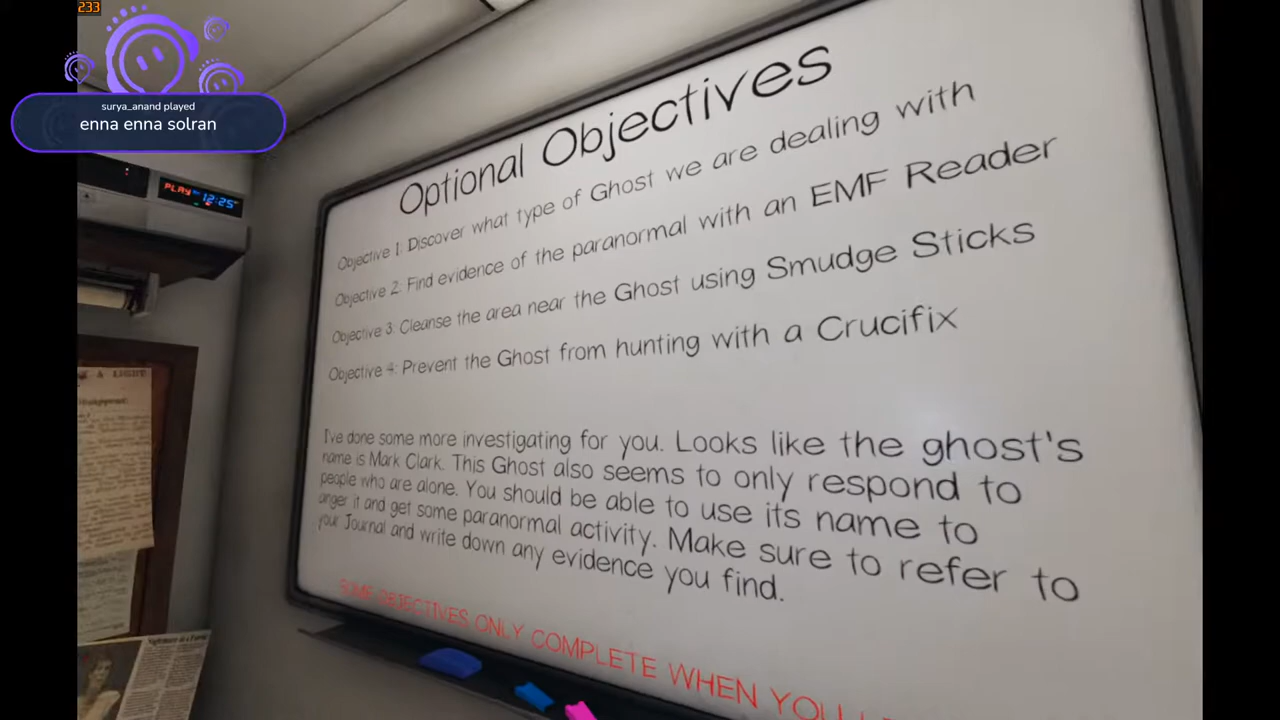 233
surya_anand played
enna enna solran
PLAY
12:25
Optional Objectives
Objective 1: Discover what type of Ghost we are dealing with
Objective 2: Find evidence of the paranormal with an EMF Reader
Objective 3: Cleanse the area near the Ghost using Smudge Sticks
Objective 4: Prevent the Ghost from hunting with a Crucifix
I've done some more investigating for you. Looks like the ghost's
name is Mark Clark. This Ghost also seems to only respond to
people who are alone. You should be able to use its name to
anger it and get some paranormal activity. Make sure to refer to
your Journal and write down any evidence you find.
SOME OBJECTIVES ONLY COMPLETE WHEN YOU
A LIGHT